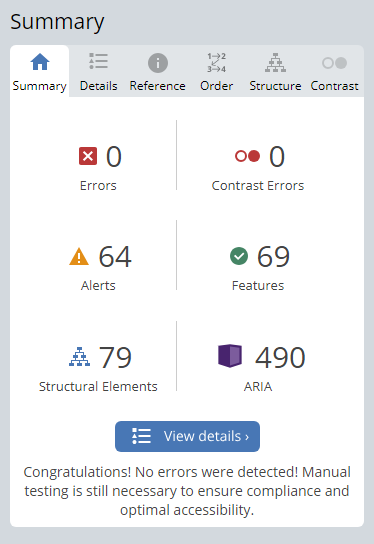 Summary
Summary Details Reference Order Structure Contrast
0 0
Errors Contrast Errors
64 69
Alerts Features
79 490
Structural Elements ARIA
View details ›
Congratulations! No errors were detected! Manual
testing is still necessary to ensure compliance and
optimal accessibility.